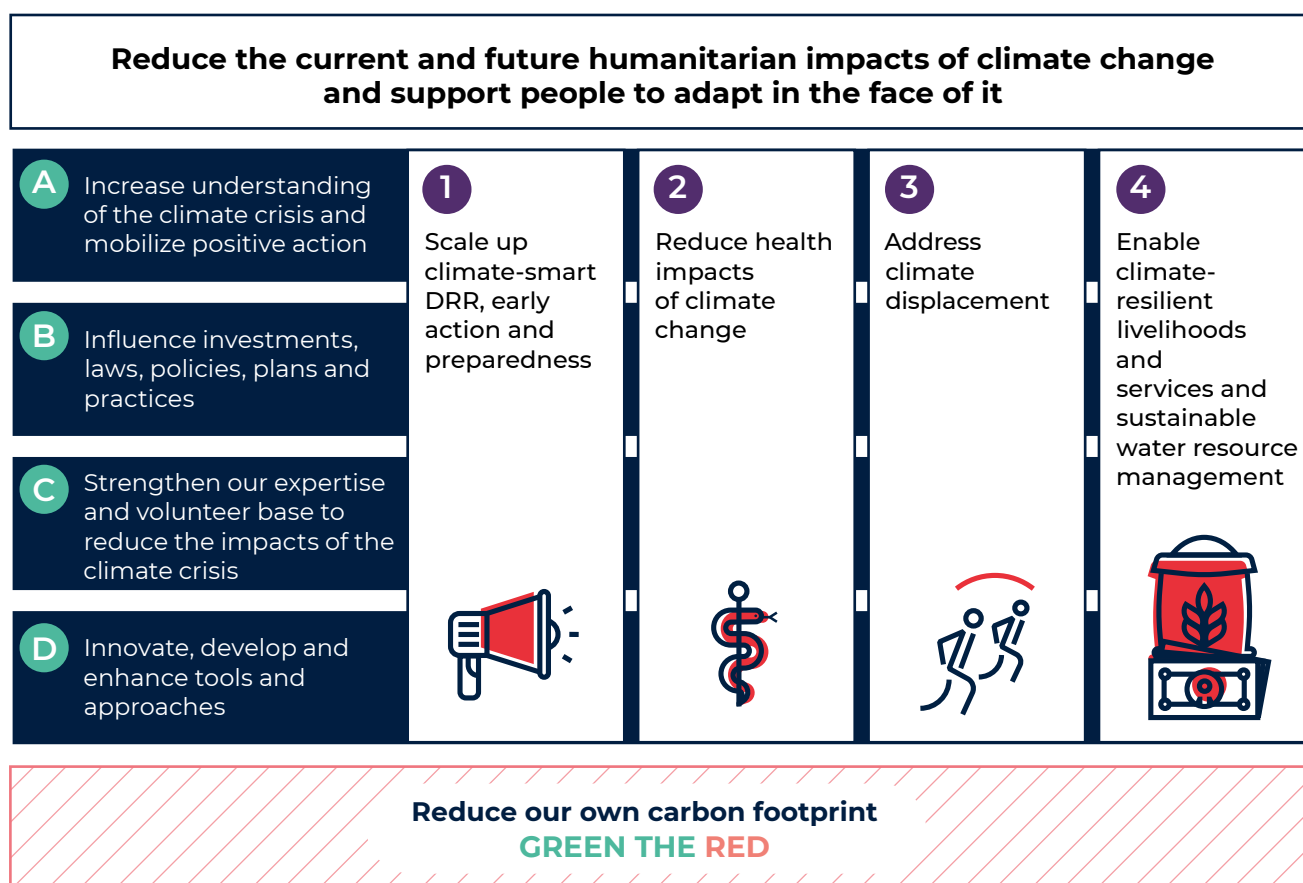 Reduce the current and future humanitarian impacts of climate change
and support people to adapt in the face of it
A
Increase understanding
of the climate crisis and
mobilize positive action
B
Influence investments,
laws, policies, plans and
practices
C
Strengthen our expertise
and volunteer base to
reduce the impacts of the
climate crisis
D
Innovate, develop and
enhance tools and
approaches
1
Scale up
climate-smart
DRR, early
action and
preparedness
2
Reduce health
impacts
of climate
change
3
Address
climate
displacement
4
Enable
climate-
resilient
livelihoods
and
services and
sustainable
water resource
management
Reduce our own carbon footprint
GREEN THE RED